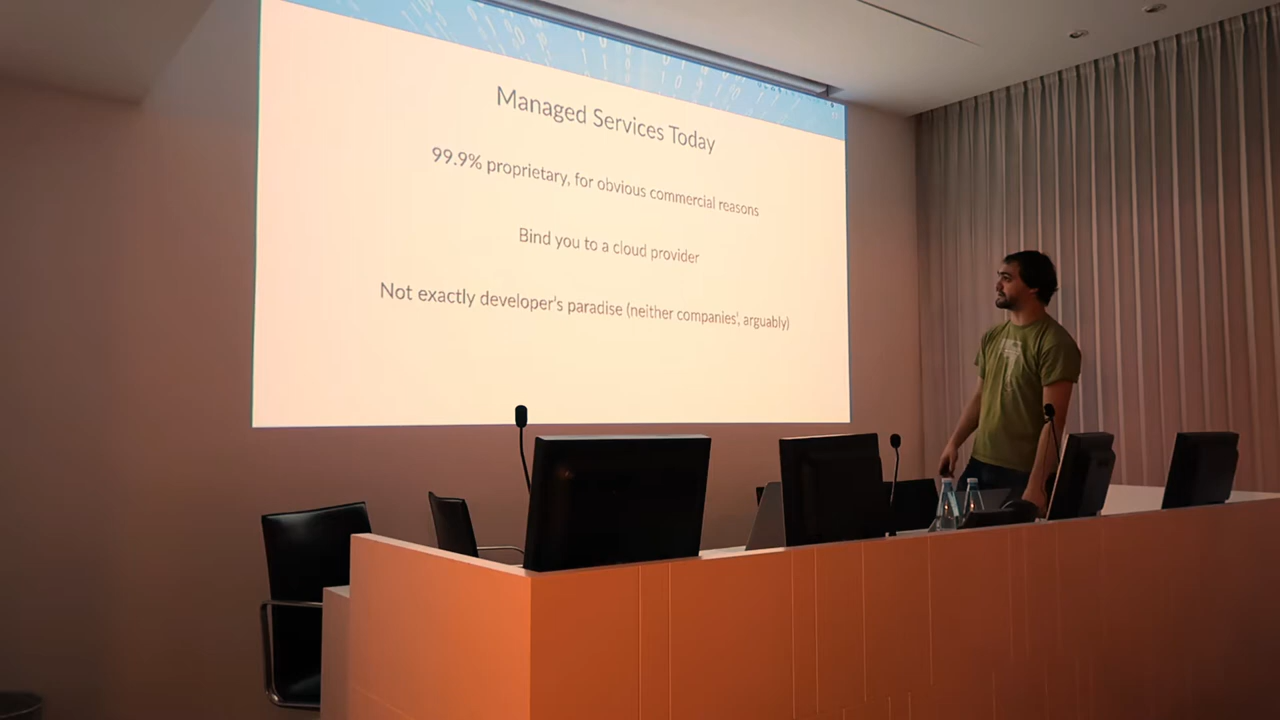 Managed Services Today
99.9% proprietary, for obvious commercial reasons
Bind you to a cloud provider
Not exactly developer's paradise (neither companies', arguably)